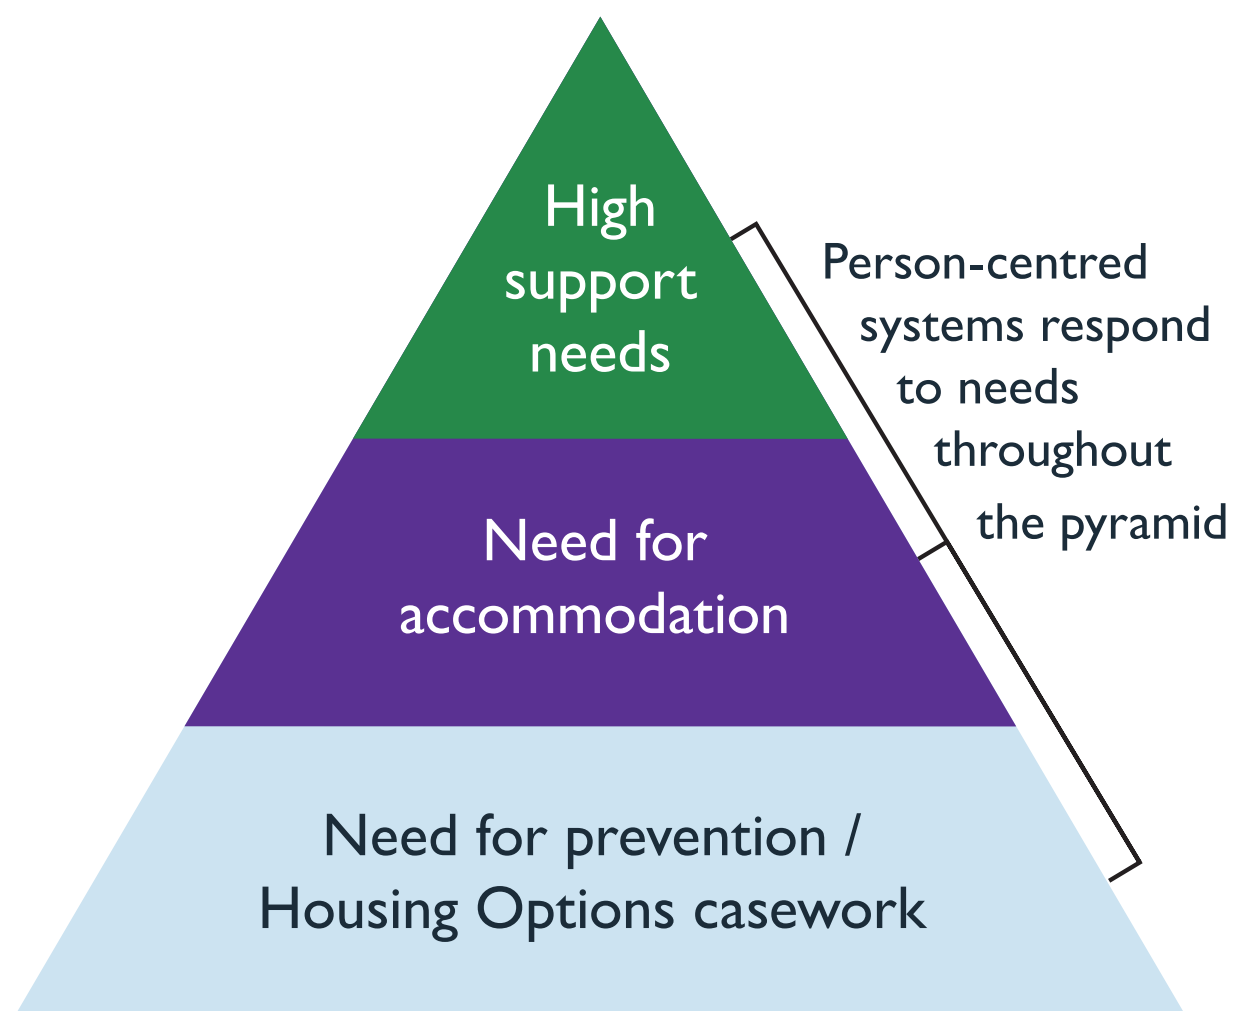 High
support
needs
Person-centred
systems respond
to needs
throughout
the pyramid
Need for
accommodation
Need for prevention /
Housing Options casework